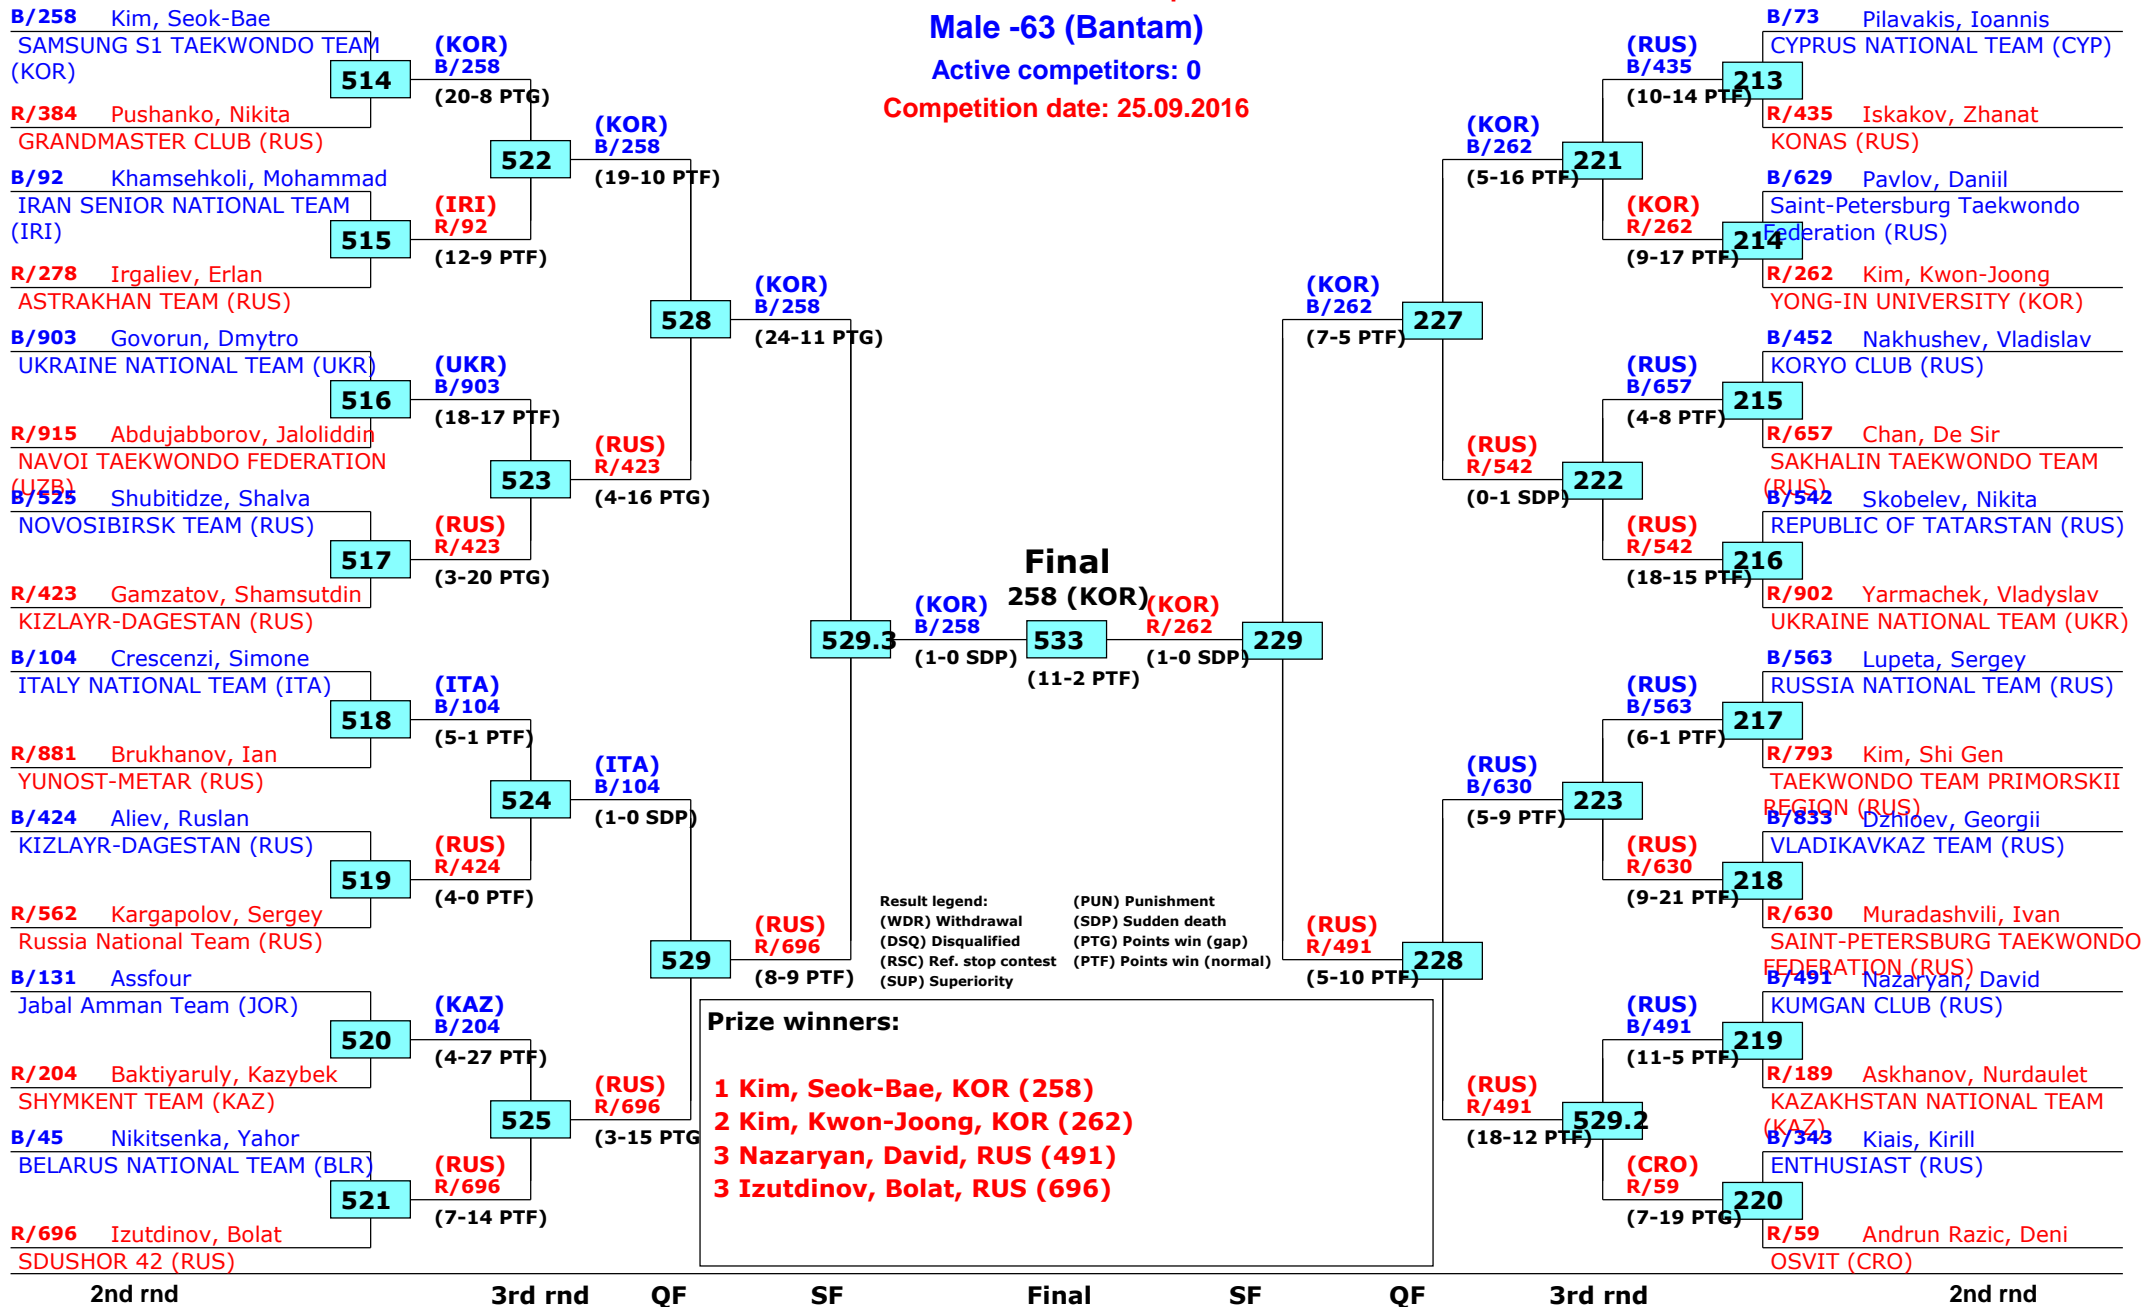 Male -63 (Bantam)
Active competitors: 0
Competition date: 25.09.2016
B/258 Kim, Seok-Bae
SAMSUNG S1 TAEKWONDO TEAM
(KOR)
514
R/384 Pushanko, Nikita
GRANDMASTER CLUB (RUS)
B/92 Khamsehkoli, Mohammad
IRAN SENIOR NATIONAL TEAM
(IRI)
515
R/278 Irgaliev, Erlan
ASTRAKHAN TEAM (RUS)
B/903 Govorun, Dmytro
UKRAINE NATIONAL TEAM (UKR)
516
R/915 Abdujabborov, Jaloliddin
NAVOI TAEKWONDO FEDERATION
(UZB)
B/525 Shubitidze, Shalva
NOVOSIBIRSK TEAM (RUS)
517
R/423 Gamzatov, Shamsutdin
KIZLAYR-DAGESTAN (RUS)
B/104 Crescenzi, Simone
ITALY NATIONAL TEAM (ITA)
518
R/881 Brukhanov, Ian
YUNOST-METAR (RUS)
B/424 Aliev, Ruslan
KIZLAYR-DAGESTAN (RUS)
519
R/562 Kargapolov, Sergey
Russia National Team (RUS)
B/131 Assfour
Jabal Amman Team (JOR)
520
R/204 Baktiyaruly, Kazybek
SHYMKENT TEAM (KAZ)
B/45 Nikitsenka, Yahor
BELARUS NATIONAL TEAM (BLR)
521
R/696 Izutdinov, Bolat
SDUSHOR 42 (RUS)
(KOR)
B/258
(20-8 PTG)
522
(IRI)
R/92
(12-9 PTF)
(UKR)
B/903
(18-17 PTF)
523
(RUS)
R/423
(3-20 PTG)
(ITA)
B/104
(5-1 PTF)
524
(RUS)
R/424
(4-0 PTF)
(KAZ)
B/204
(4-27 PTF)
525
(RUS)
R/696
(7-14 PTF)
(KOR)
B/258
(19-10 PTF)
528
(RUS)
R/423
(4-16 PTG)
(ITA)
B/104
(1-0 SDP)
529
(RUS)
R/696
(3-15 PTG
(KOR)
B/258
(24-11 PTG)
529.3
(RUS)
R/696
(8-9 PTF)
(KOR)
B/258
(1-0 SDP)
Final
258 (KOR)
533
(11-2 PTF)
(KOR)
R/262
(1-0 SDP)
229
(KOR)
B/262
(7-5 PTF)
227
(RUS)
R/491
(5-10 PTF)
228
(KOR)
B/262
(5-16 PTF)
221
(RUS)
R/542
(0-1 SDP)
222
(RUS)
B/630
(5-9 PTF)
223
(RUS)
R/491
(18-12 PTF)
529.2
(RUS)
B/435
(10-14 PTF)
(KOR)
R/262
(9-17 PTF)
(RUS)
B/657
(4-8 PTF)
(RUS)
R/542
(18-15 PTF)
(RUS)
B/563
(6-1 PTF)
(RUS)
R/630
(9-21 PTF)
(RUS)
B/491
(11-5 PTF)
(CRO)
R/59
(7-19 PTG)
B/73 Pilavakis, Ioannis
CYPRUS NATIONAL TEAM (CYP)
213
R/435 Iskakov, Zhanat
KONAS (RUS)
B/629 Pavlov, Daniil
Saint-Petersburg Taekwondo
Federation (RUS)
214
R/262 Kim, Kwon-Joong
YONG-IN UNIVERSITY (KOR)
B/452 Nakhushev, Vladislav
KORYO CLUB (RUS)
215
R/657 Chan, De Sir
SAKHALIN TAEKWONDO TEAM
(RUS)
B/542 Skobelev, Nikita
REPUBLIC OF TATARSTAN (RUS)
216
R/902 Yarmachek, Vladyslav
UKRAINE NATIONAL TEAM (UKR)
B/563 Lupeta, Sergey
RUSSIA NATIONAL TEAM (RUS)
217
R/793 Kim, Shi Gen
TAEKWONDO TEAM PRIMORSKII
REGION (RUS)
B/833 Dzhioev, Georgii
VLADIKAVKAZ TEAM (RUS)
218
R/630 Muradashvili, Ivan
SAINT-PETERSBURG TAEKWONDO
FEDERATION (RUS)
B/491 Nazaryan, David
KUMGAN CLUB (RUS)
219
R/189 Askhanov, Nurdaulet
KAZAKHSTAN NATIONAL TEAM
(KAZ)
B/343 Kiais, Kirill
ENTHUSIAST (RUS)
220
R/59 Andrun Razic, Deni
OSVIT (CRO)
Result legend: (PUN) Punishment
(WDR) Withdrawal (SDP) Sudden death
(DSQ) Disqualified (PTG) Points win (gap)
(RSC) Ref. stop contest (PTF) Points win (normal)
(SUP) Superiority
Prize winners:
1 Kim, Seok-Bae, KOR (258)
2 Kim, Kwon-Joong, KOR (262)
3 Nazaryan, David, RUS (491)
3 Izutdinov, Bolat, RUS (696)
2nd rnd 3rd rnd QF SF Final SF QF 3rd rnd 2nd rnd